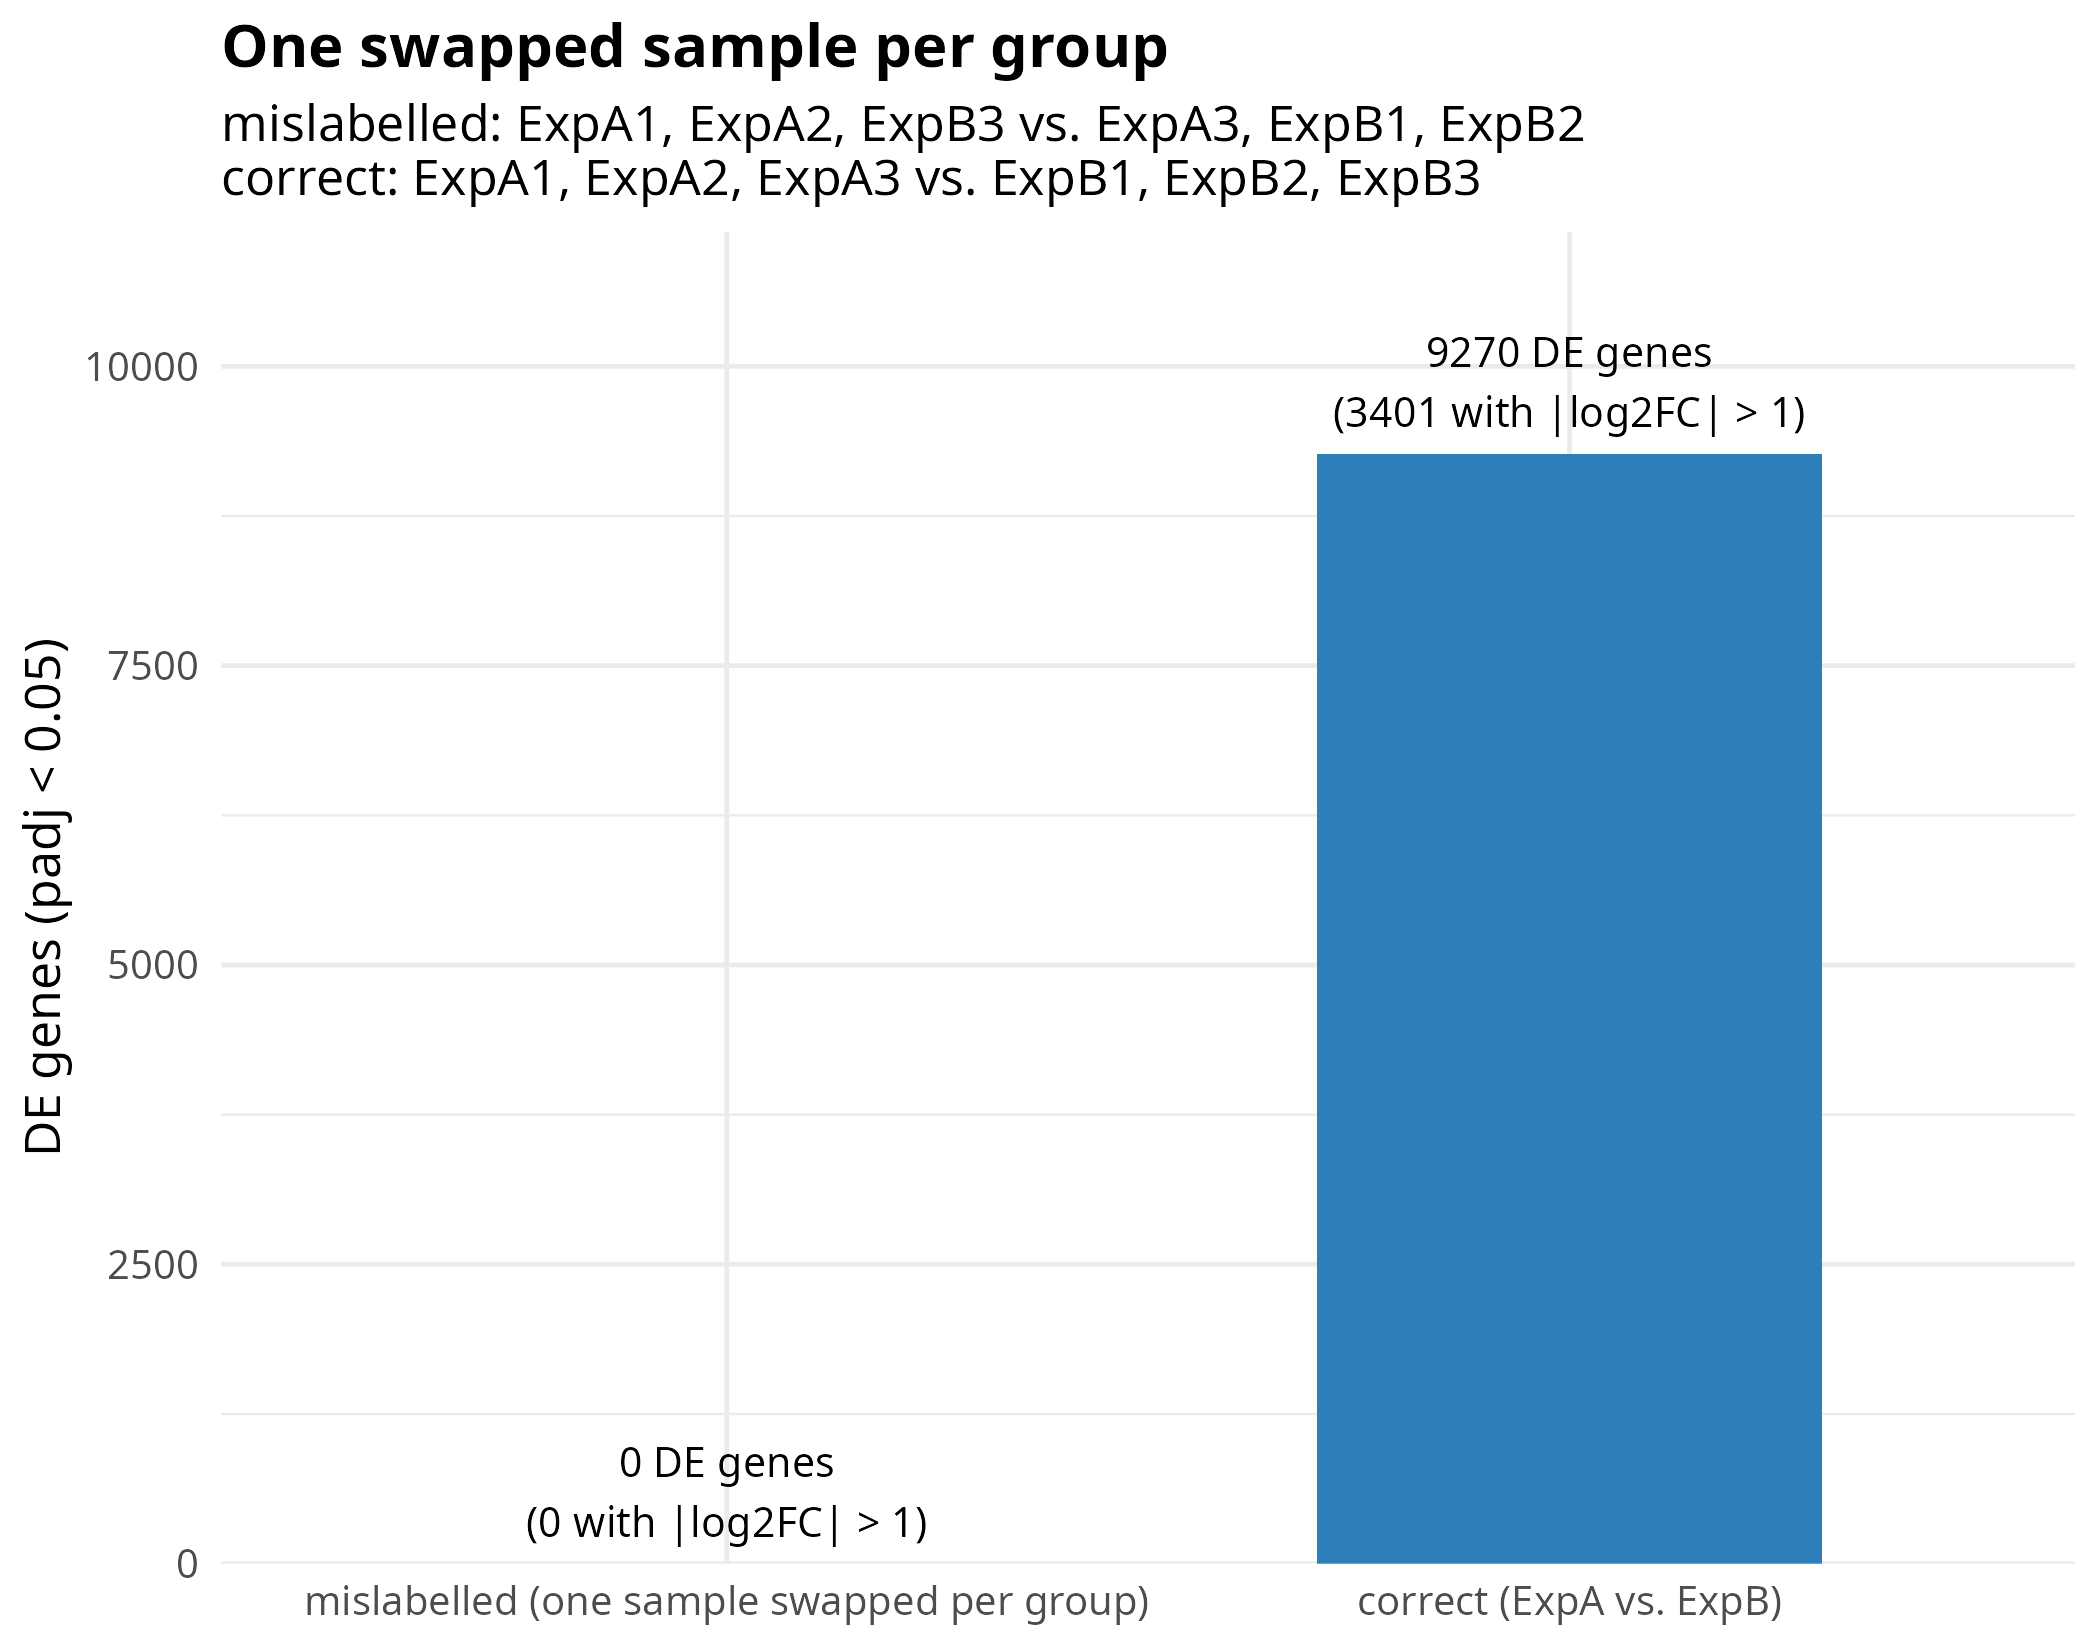 One swapped sample per group
mislabelled: ExpA1, ExpA2, ExpB3 vs. ExpA3, ExpB1, ExpB2
correct: ExpA1, ExpA2, ExpA3 vs. ExpB1, ExpB2, ExpB3
DE genes (padj < 0.05)
10000
7500
5000
2500
0
9270 DE genes
(3401 with |log2FC| > 1)
0 DE genes
(0 with |log2FC| > 1)
mislabelled (one sample swapped per group)
correct (ExpA vs. ExpB)